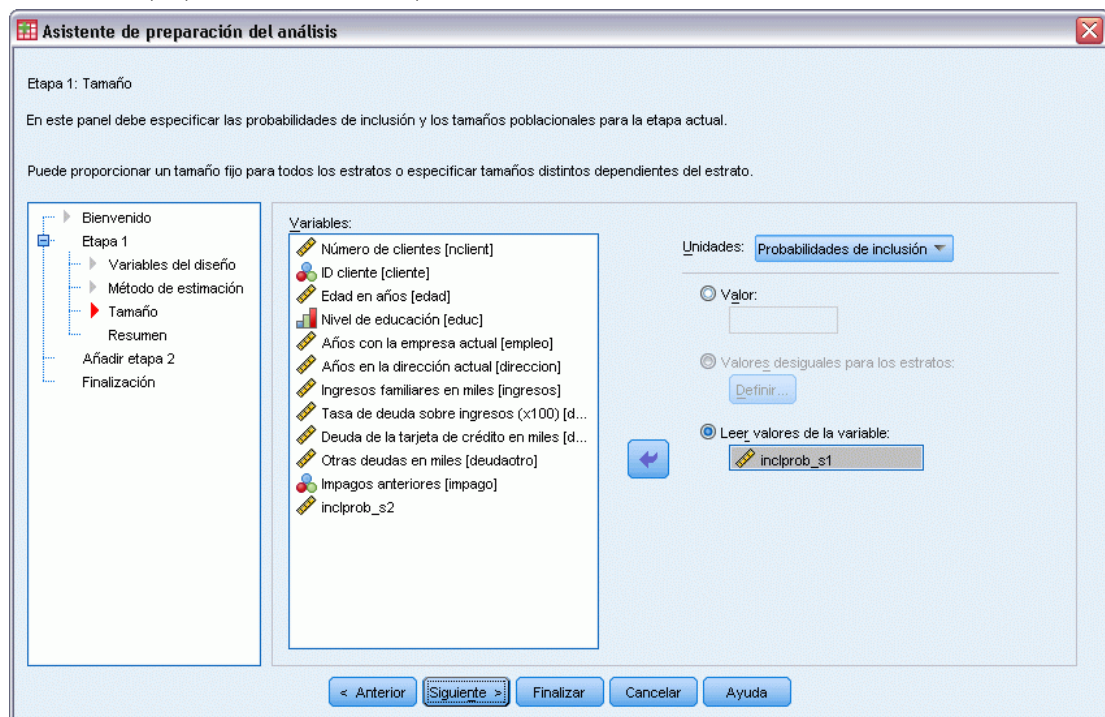 Asistente de preparación del análisis
Etapa 1: Tamaño
En este panel debe especificar las probabilidades de inclusión y los tamaños poblacionales para la etapa actual.
Puede proporcionar un tamaño fijo para todos los estratos o especificar tamaños distintos dependientes del estrato.
Bienvenido
Etapa 1
Variables del diseño
Método de estimación
Tamaño
Resumen
Añadir etapa 2
Finalización
Variables:
Número de clientes [nclient]
ID cliente [cliente]
Edad en años [edad]
Nivel de educación [educ]
Años con la empresa actual [empleo]
Años en la dirección actual [direccion]
Ingresos familiares en miles [ingresos]
Tasa de deuda sobre ingresos (x100) [d...
Deuda de la tarjeta de crédito en miles [d...
Otras deudas en miles [deudaotro]
Impagos anteriores [impago]
inclprob_s2
Unidades: Probabilidades de inclusión
Valor:
Valores desiguales para los estratos:
Definir...
Leer valores de la variable:
inclprob_s1
< Anterior Siguiente > Finalizar Cancelar Ayuda